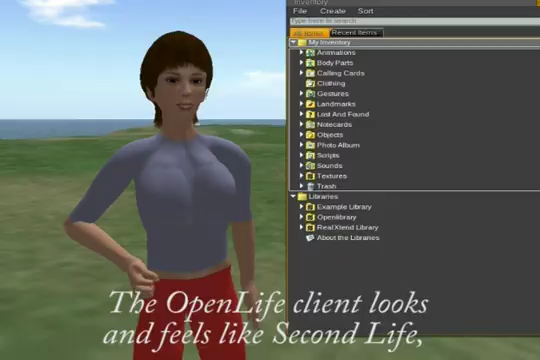 Inventory
File Create Sort
Type here to search
All Items Recent Items
My Inventory
Animations
Body Parts
Calling Cards
Clothing
Gestures
Landmarks
Lost And Found
Notecards
Objects
Photo Album
Scripts
Sounds
Textures
Trash
Libraries
Example Library
Openlibrary
RealXtend Library
About the Libraries
The OpenLife client looks
and feels like Second Life,